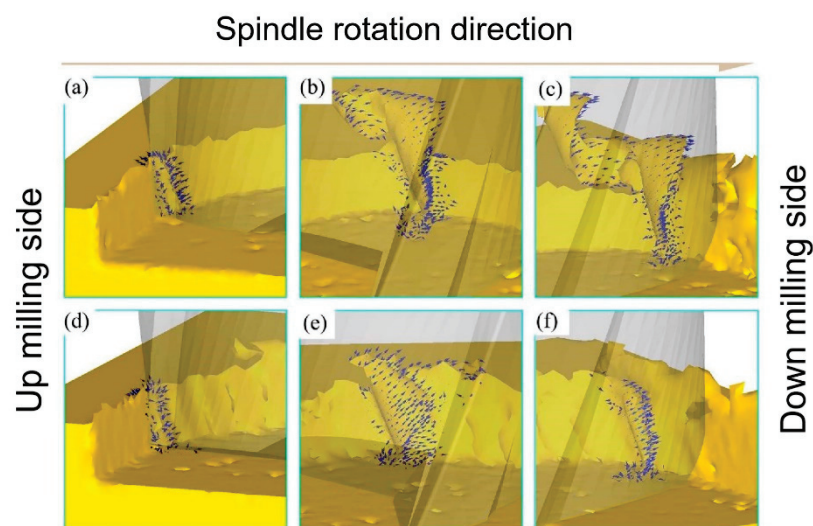 Spindle rotation direction
(a)
(b)
(c)
Up milling side
Down milling side
(d)
(e)
(f)